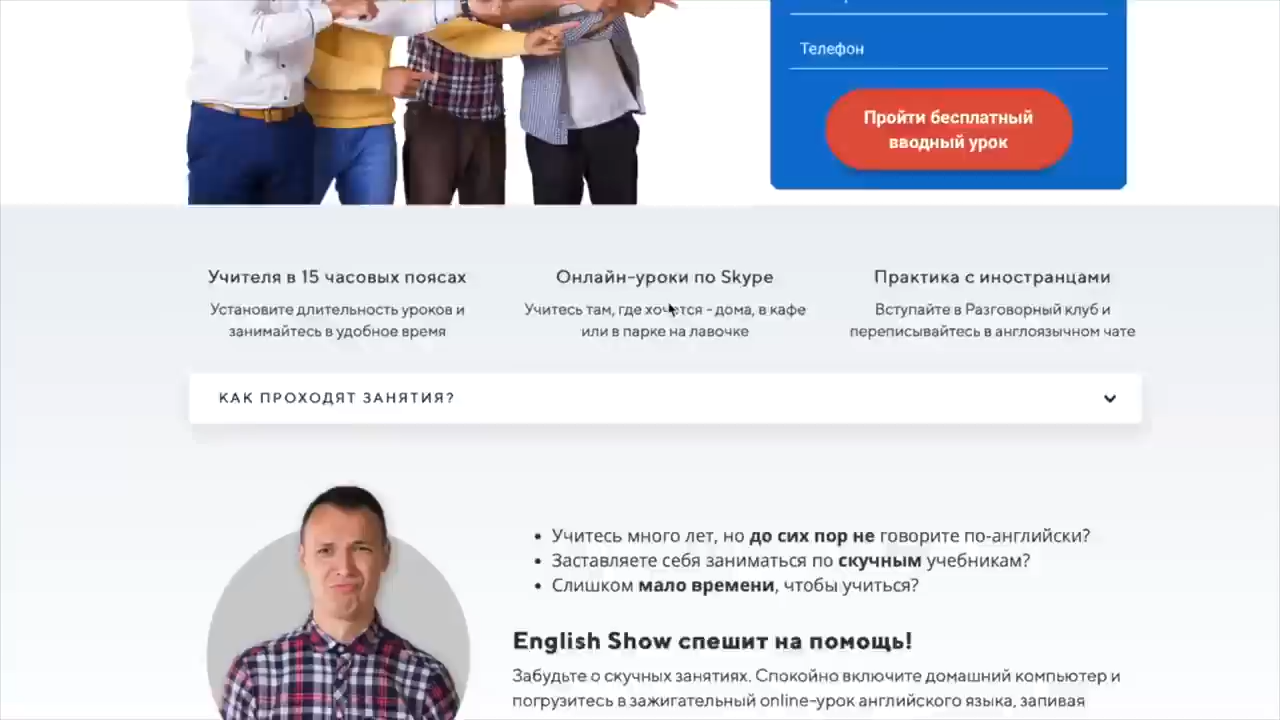 Телефон
Пройти бесплатный
вводный урок
Учителя в 15 часовых поясах
Онлайн-уроки по Skype
Практика с иностранцами
Установите длительность уроков и
занимайтесь в удобное время
Учитесь там, где хочется - дома, в кафе
или в парке на лавочке
Вступайте в Разговорный клуб и
переписывайтесь в англоязычном чате
КАК ПРОХОДЯТ ЗАНЯТИЯ?
• Учитесь много лет, но до сих пор не говорите по-английски?
• Заставляете себя заниматься по скучным учебникам?
• Слишком мало времени, чтобы учиться?
English Show спешит на помощь!
Забудьте о скучных занятиях. Спокойно включите домашний компьютер и
погрузитесь в зажигательный online-урок английского языка, запивая